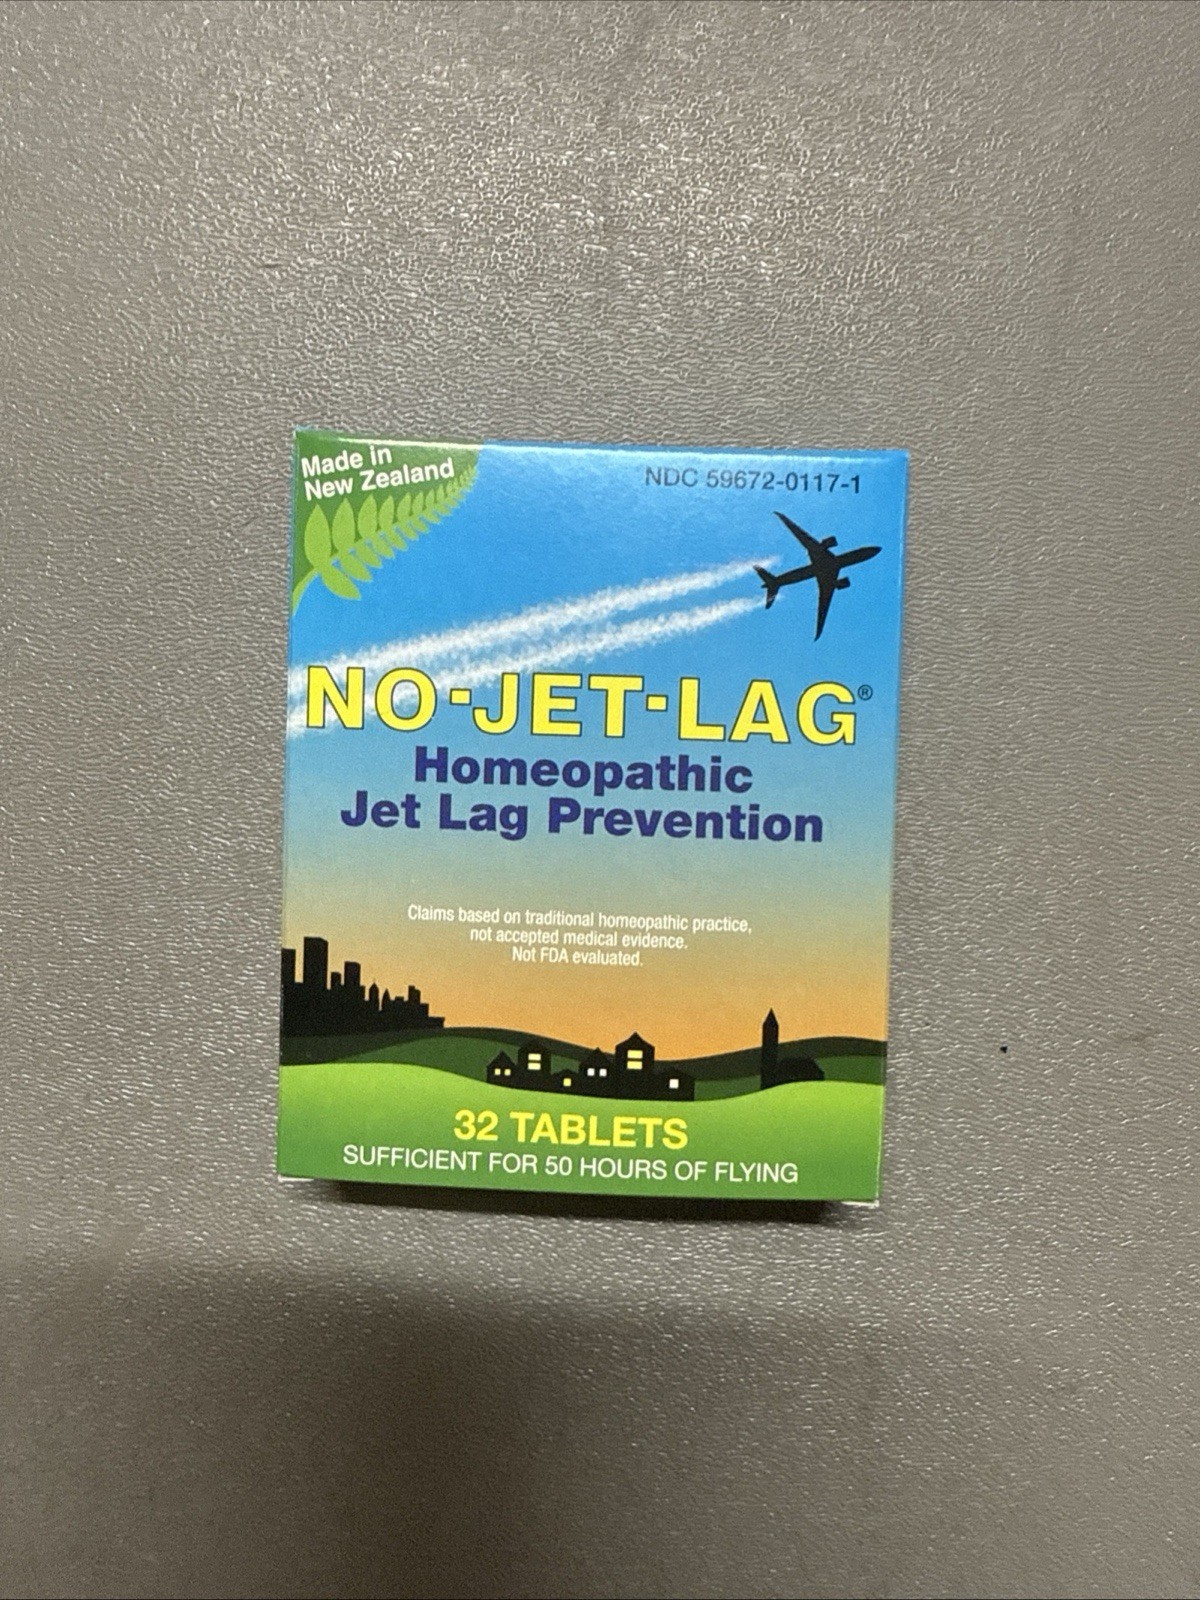 Made in
New Zealand
NDC 59672-0117-1
NO-JET-LAG®
Homeopathic
Jet Lag Prevention
Claims based on traditional homeopathic practice,
not accepted medical evidence.
Not FDA evaluated.
32 TABLETS
SUFFICIENT FOR 50 HOURS OF FLYING